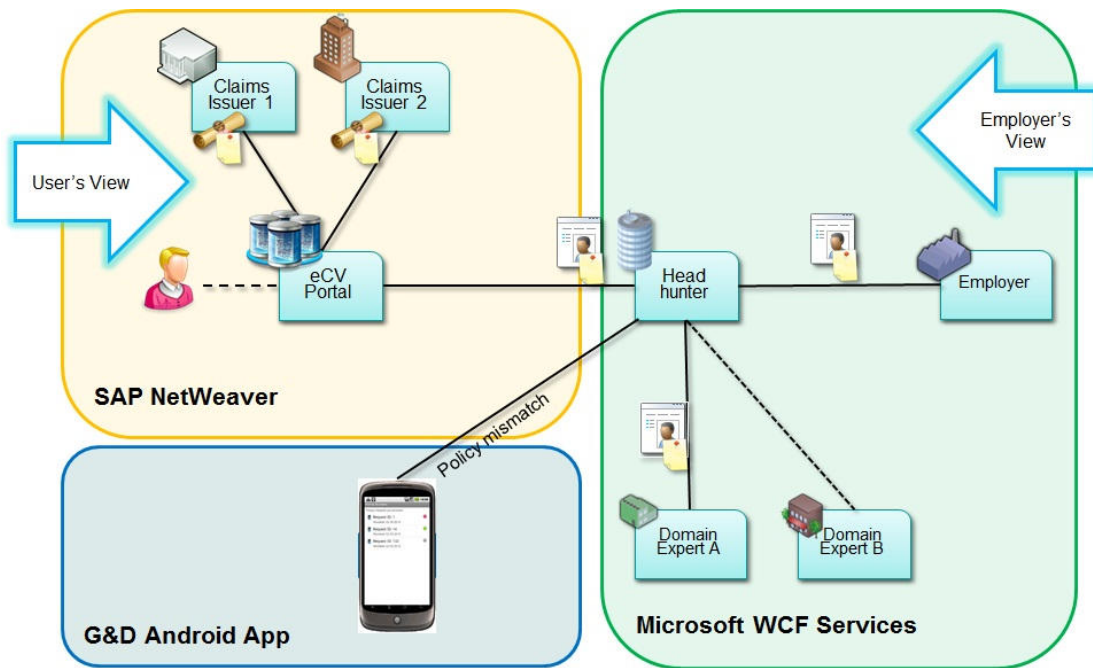 Claims
Issuer 1
Claims
Issuer 2
Employer's
View
User's View
eCV
Portal
Head
hunter
Employer
SAP NetWeaver
Policy mismatch
Domain
Expert A
Domain
Expert B
G&D Android App
Microsoft WCF Services